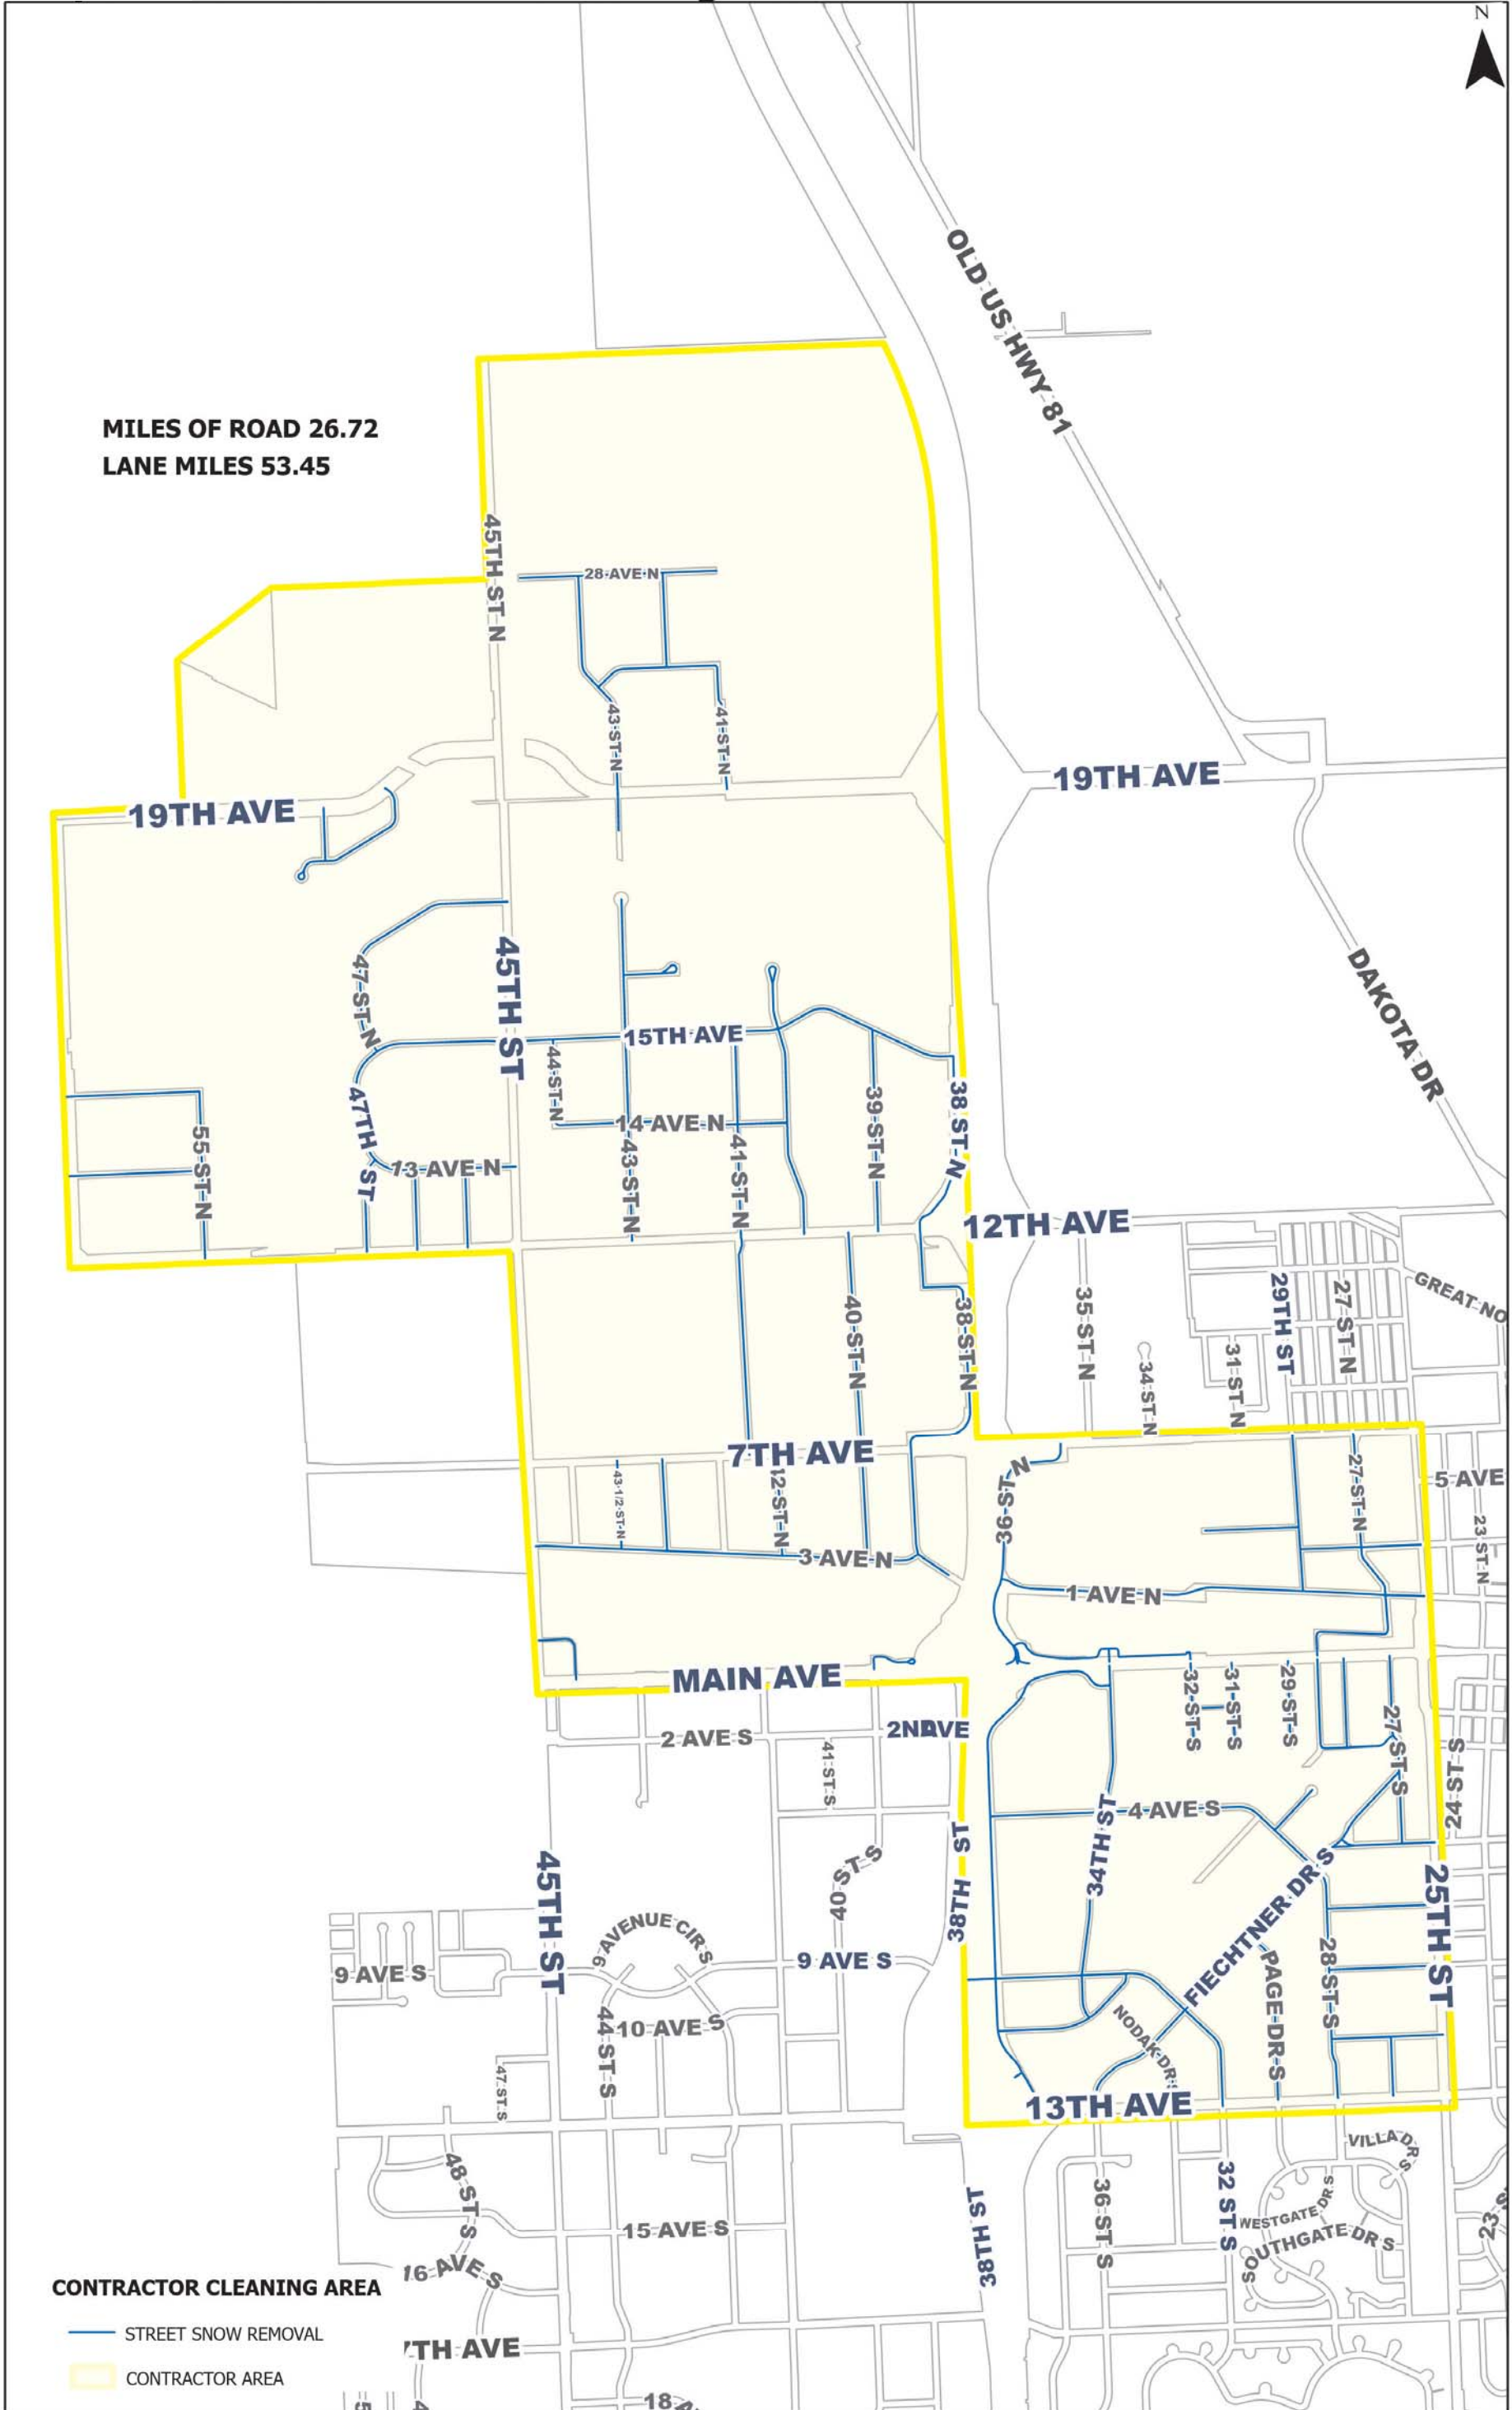 N
OLD US HWY 81
MILES OF ROAD 26.72
LANE MILES 53.45
45TH ST N
28 AVE N
43 ST N
41 ST N
19TH AVE
19TH AVE
DAKOTA DR
47 ST N
45TH ST
15TH AVE
44 ST N
39 ST N
38 ST N
47TH ST
14 AVE N
55 ST N
13 AVE N
43 ST N
41 ST N
12TH AVE
GREAT NO
29TH ST
27 ST N
35 ST N
40 ST N
38 ST N
31 ST N
34 ST N
7TH AVE
36 ST N
27 ST N
5 AVE
43 1/2 ST N
12 ST N
23 ST N
3 AVE N
1 AVE N
MAIN AVE
32 ST S
31 ST S
29 ST S
27 ST S
2 AVE S
2ND AVE
41 ST S
24 ST S
4 AVE S
34TH ST
38TH ST
40 ST S
FIECHTNER DR S
25TH ST
45TH ST
9 AVENUE CIR S
9 AVE S
9 AVE S
28 ST S
PAGE DR S
44 ST S
10 AVE S
NODAK DR S
47 ST S
13TH AVE
VILLA DR S
48 ST S
32 ST S
36 ST S
WESTGATE DR S
SOUTHGATE DR S
38TH ST
23 S
15 AVE S
16 AVE S
CONTRACTOR CLEANING AREA
STREET SNOW REMOVAL
TH AVE
CONTRACTOR AREA
18 A